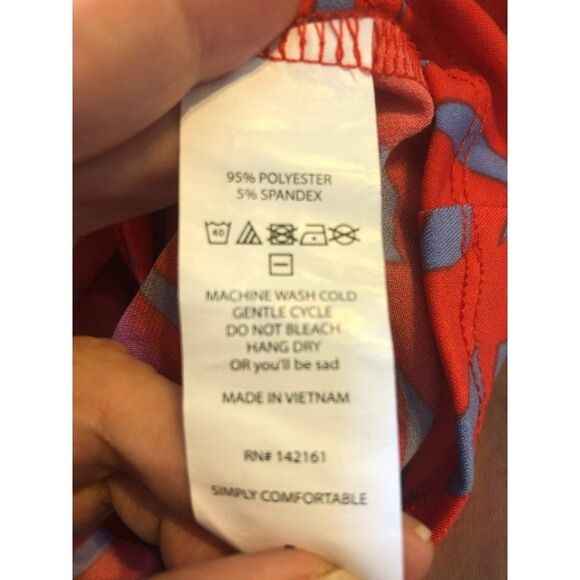 95% POLYESTER
5% SPANDEX
40
MACHINE WASH COLD
GENTLE CYCLE
DO NOT BLEACH
HANG DRY
OR you'll be sad
MADE IN VIETNAM
RN# 142161
SIMPLY COMFORTABLE